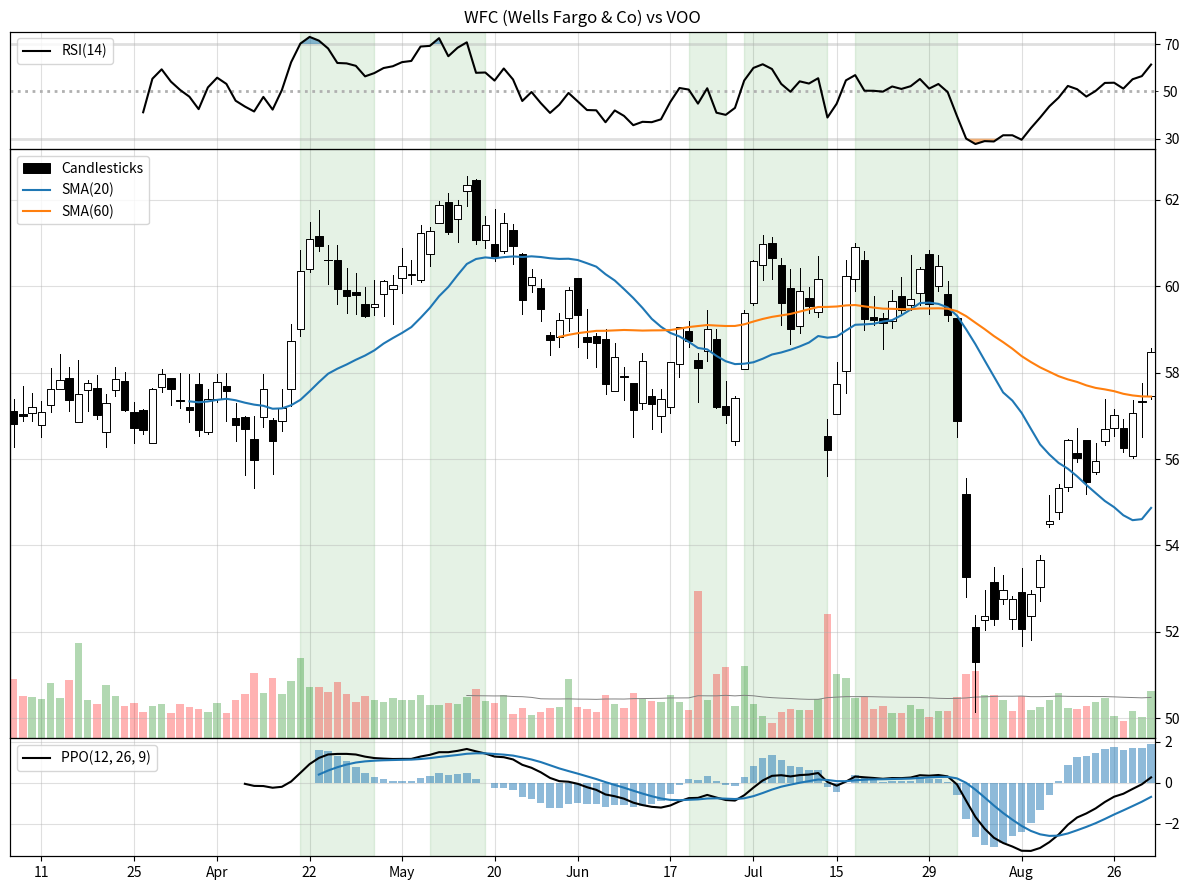 WFC (Wells Fargo & Co) vs VOO
RSI(14)
70
50
30
Candlesticks
SMA(20)
SMA(60)
62
60
58
56
54
52
50
PPO(12, 26, 9)
2
0
−2
11 25 Apr 22 May 20 Jun 17 Jul 15 29 Aug 26